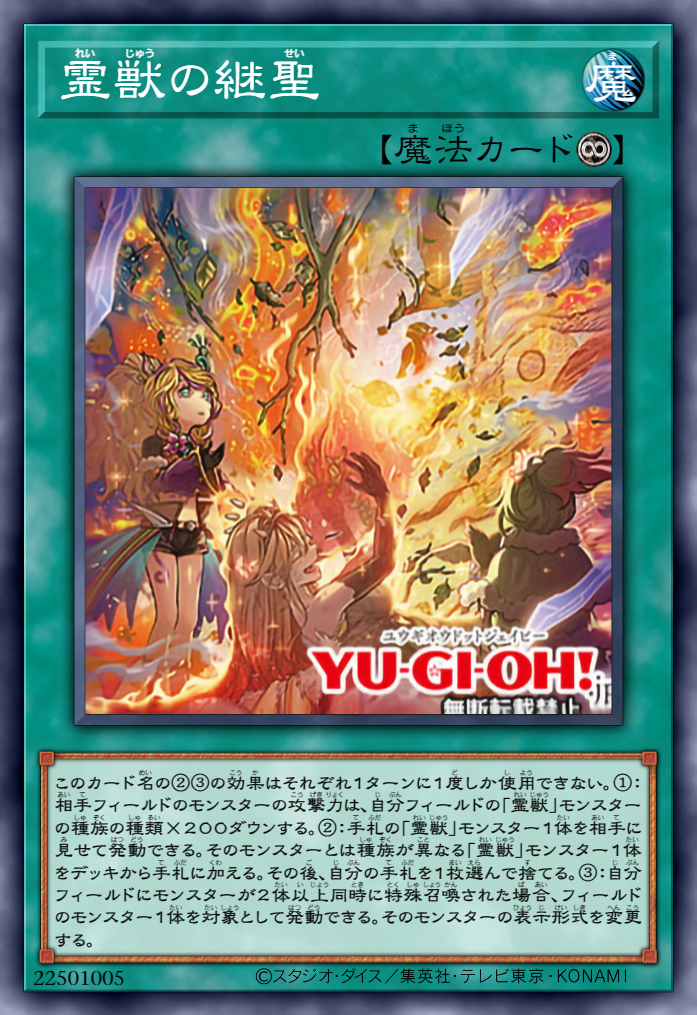 霊獣の継聖
れい じゅう せい
魔
ま
【魔法カード】
ま ほう
ユウギオウドットジェイピー
YU-GI-OH!
無断転載禁止
このカード名の②③の効果はそれぞれ1ターンに1度しか使用できない。①:
相手フィールドのモンスターの攻撃力は、自分フィールドの「霊獣」モンスター
の種族の種類×200ダウンする。②:手札の「霊獣」モンスター1体を相手に
見せて発動できる。そのモンスターとは種族が異なる「霊獣」モンスター1体
をデッキから手札に加える。その後、自分の手札を1枚選んで捨てる。③:自分
フィールドにモンスターが2体以上同時に特殊召喚された場合、フィールド
のモンスター1体を対象として発動できる。そのモンスターの表示形式を変更
する。
22501005
©スタジオ・ダイス/集英社・テレビ東京・KONAMI